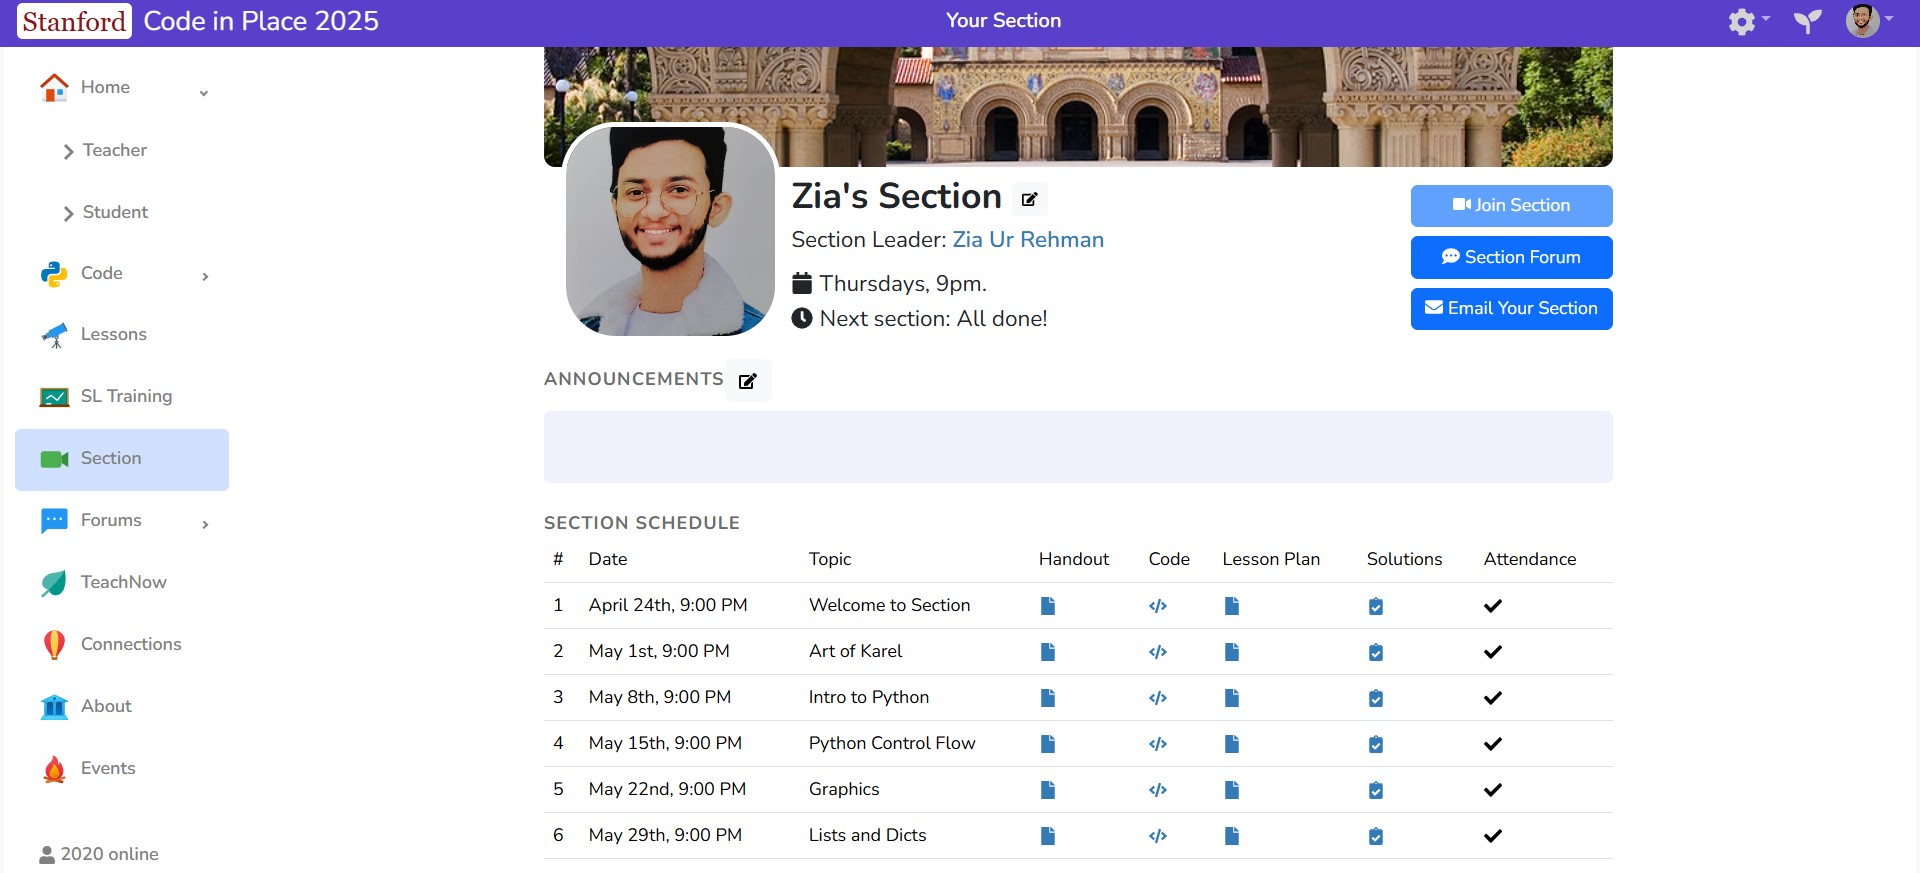 Stanford Code in Place 2025
Your Section
Home
Teacher
Student
Code
Lessons
SL Training
Section
Forums
TeachNow
Connections
About
Events
2020 online
Zia's Section
Section Leader: Zia Ur Rehman
Thursdays, 9pm.
Next section: All done!
Join Section
Section Forum
Email Your Section
ANNOUNCEMENTS
SECTION SCHEDULE
# Date Topic Handout Code Lesson Plan Solutions Attendance
1 April 24th, 9:00 PM Welcome to Section
2 May 1st, 9:00 PM Art of Karel
3 May 8th, 9:00 PM Intro to Python
4 May 15th, 9:00 PM Python Control Flow
5 May 22nd, 9:00 PM Graphics
6 May 29th, 9:00 PM Lists and Dicts